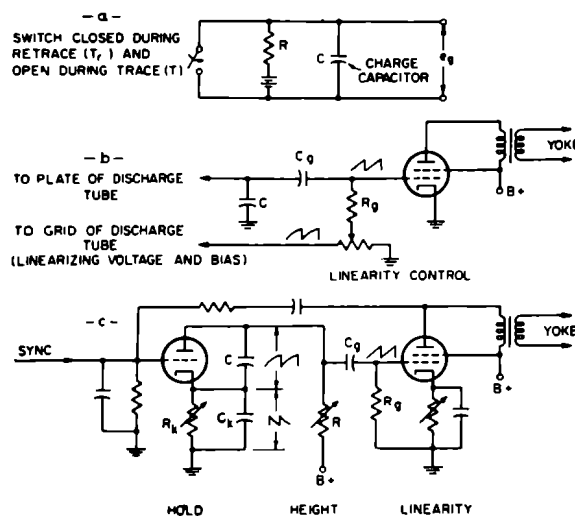 -a-
SWITCH CLOSED DURING
RETRACE (Tr) AND
OPEN DURING TRACE (T)
R
C
CHARGE
CAPACITOR
eg
-b-
TO PLATE OF DISCHARGE
TUBE
C
Cg
Rg
YOKE
B+
TO GRID OF DISCHARGE
TUBE
(LINEARIZING VOLTAGE AND BIAS)
LINEARITY CONTROL
-c-
SYNC
C
Rk
Ck
R
Cg
Rg
YOKE
B+
B+
HOLD HEIGHT LINEARITY